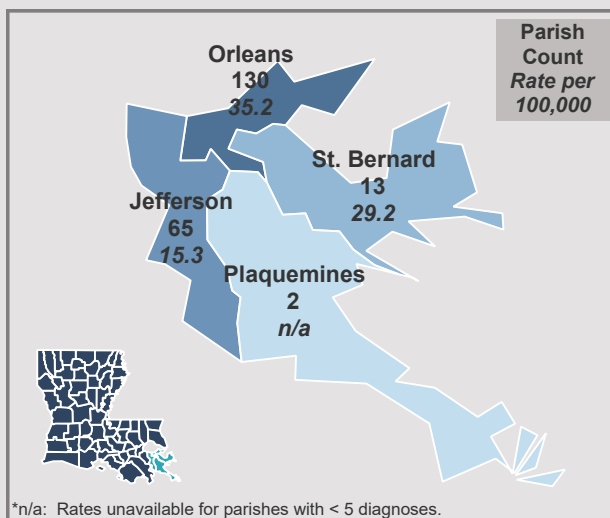 Parish
Count
Rate per
100,000
Orleans
130
35.2
St. Bernard
13
29.2
Jefferson
65
15.3
Plaquemines
2
n/a
*n/a: Rates unavailable for parishes with < 5 diagnoses.